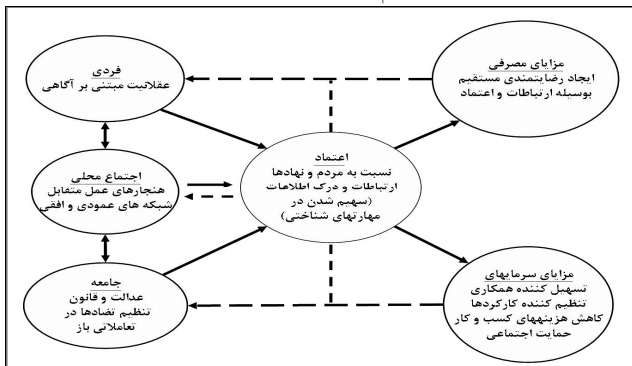 فردی
عقلانیت مبتنی بر آگاهی
اجتماع محلی
هنجارهای عمل متقابل
شبکه های عمودی و افقی
جامعه
عدالت و قانون
تنظیم تضادها در
تعاملاتی باز
اعتماد
نسبت به مردم و نهادها
ارتباطات و درک اطلاعات
(سهیم شدن در
مهارتهای شناختی)
مزایای مصرفی
ایجاد رضایتمندی مستقیم
بوسیله ارتباطات و اعتماد
مزایای سرمایهای
تسهیل کننده همکاری
تنظیم کننده کارکردها
کاهش هزینههای کسب و کار
حمایت اجتماعی